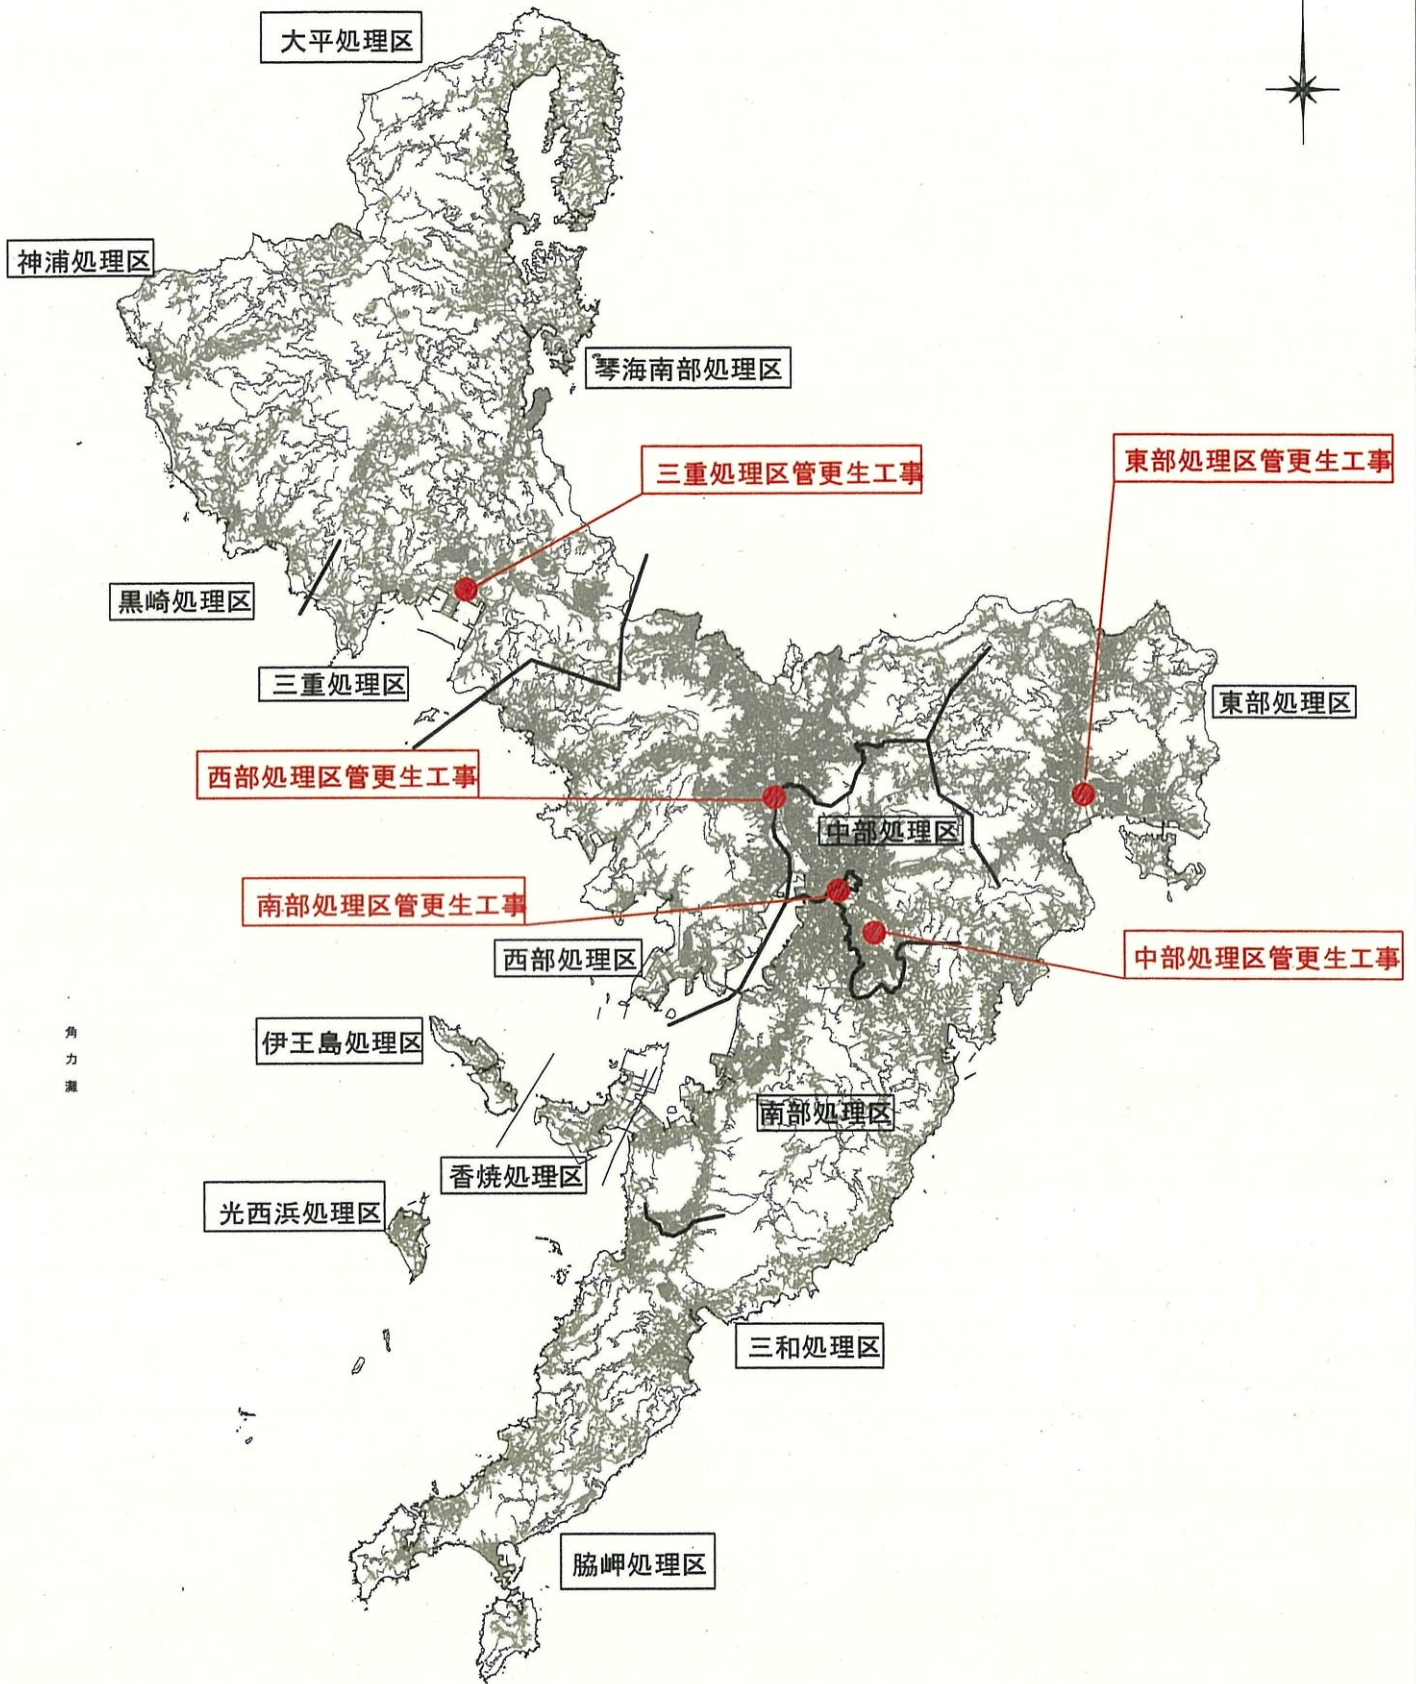 大平処理区
神浦処理区
琴海南部処理区
三重処理区管更生工事
東部処理区管更生工事
黒崎処理区
三重処理区
東部処理区
西部処理区管更生工事
中部処理区
南部処理区管更生工事
西部処理区
中部処理区管更生工事
伊王島処理区
角力灘
南部処理区
香焼処理区
光西浜処理区
三和処理区
脇岬処理区